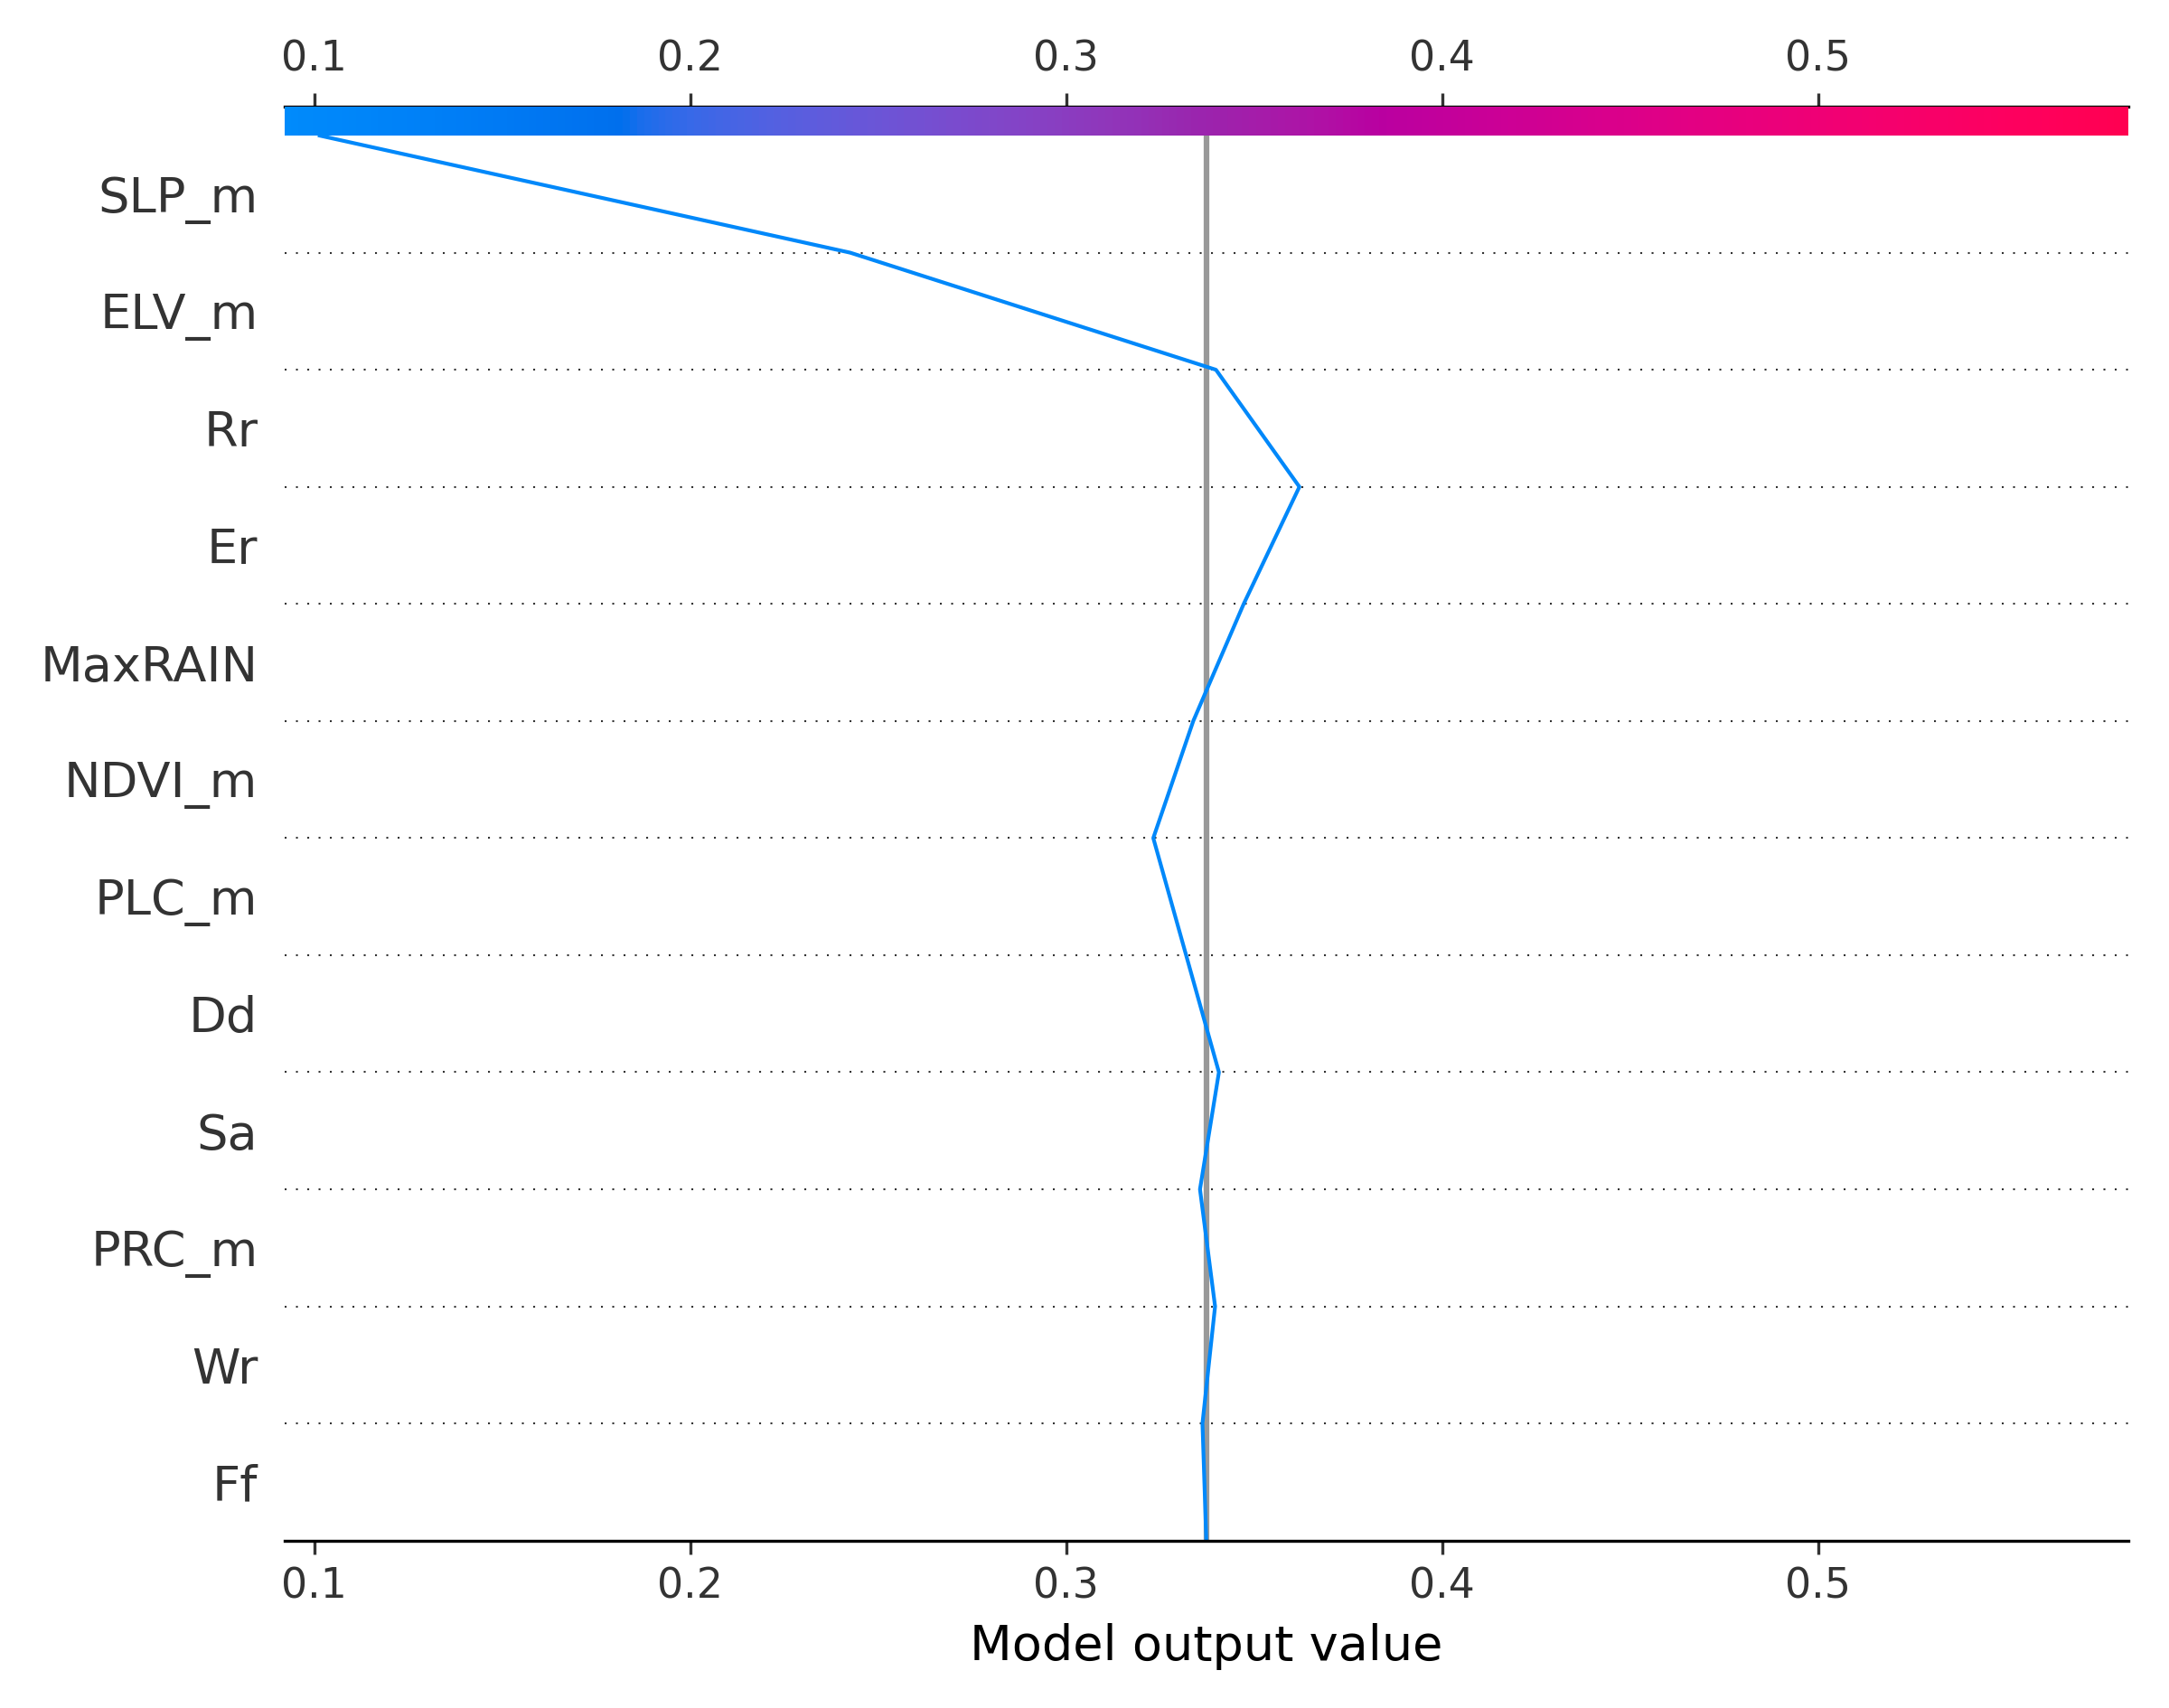 0.1 0.2 0.3 0.4 0.5
SLP_m
ELV_m
Rr
Er
MaxRAIN
NDVI_m
PLC_m
Dd
Sa
PRC_m
Wr
Ff
0.1 0.2 0.3 0.4 0.5
Model output value